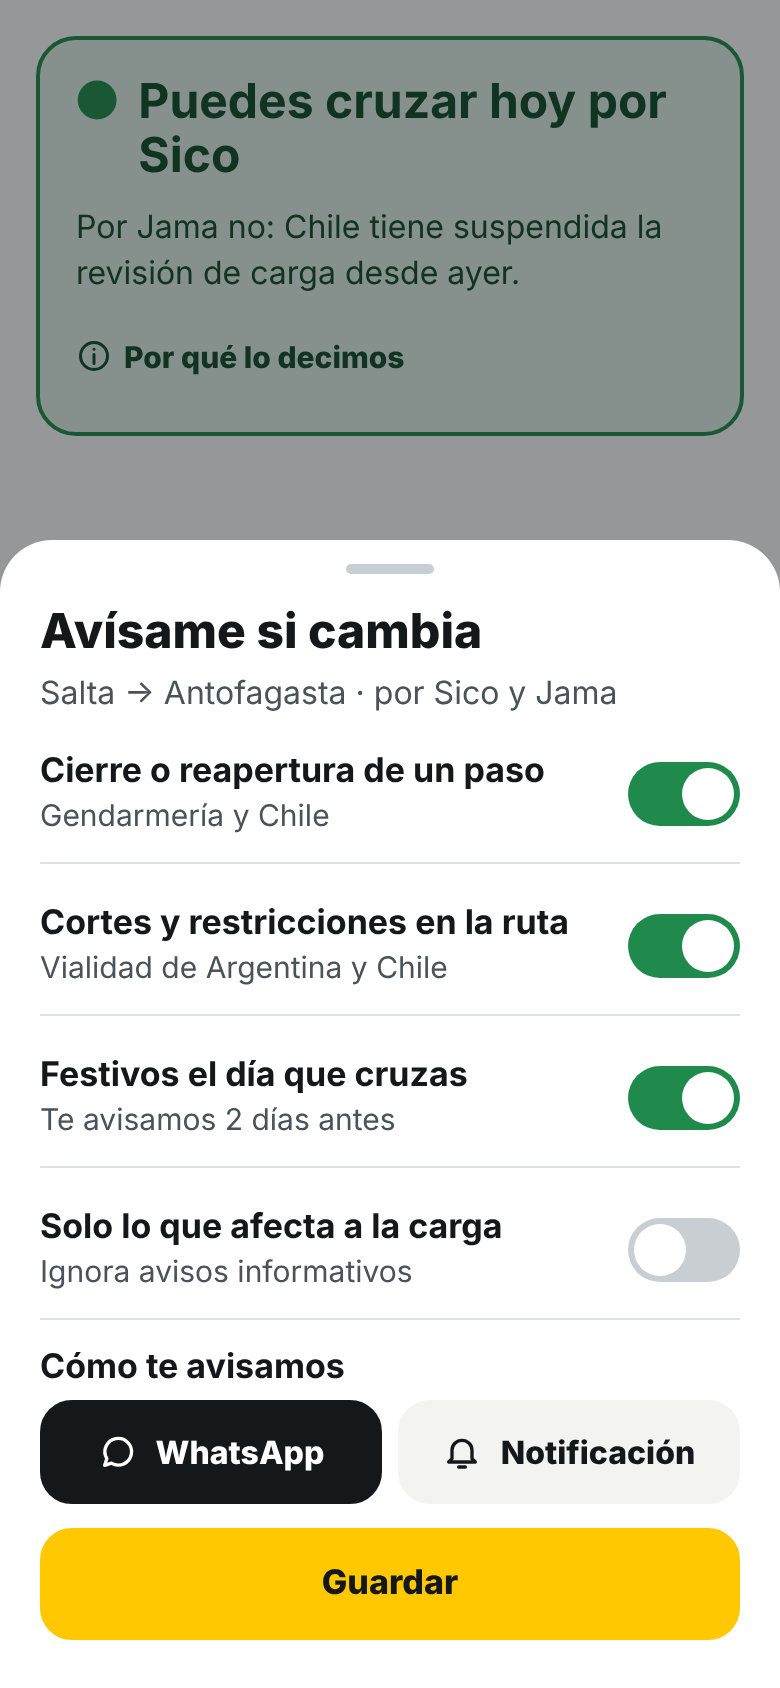 Puedes cruzar hoy por
Sico
Por Jama no: Chile tiene suspendida la
revisión de carga desde ayer.
Por qué lo decimos
Avísame si cambia
Salta → Antofagasta · por Sico y Jama
Cierre o reapertura de un paso
Gendarmería y Chile
Cortes y restricciones en la ruta
Vialidad de Argentina y Chile
Festivos el día que cruzas
Te avisamos 2 días antes
Solo lo que afecta a la carga
Ignora avisos informativos
Cómo te avisamos
WhatsApp
Notificación
Guardar